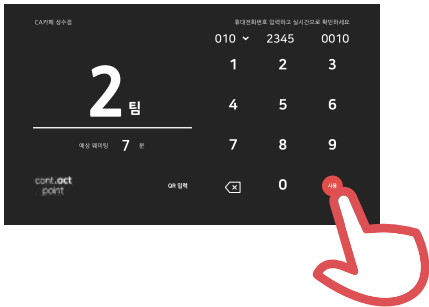 CA카페 성수점
휴대전화번호 입력하고 실시간으로 확인하세요
010 2345 0010
2팀
예상 웨이팅 7 분
1 2 3
4 5 6
7 8 9
0
cont.oct
point
QR 입력
사용